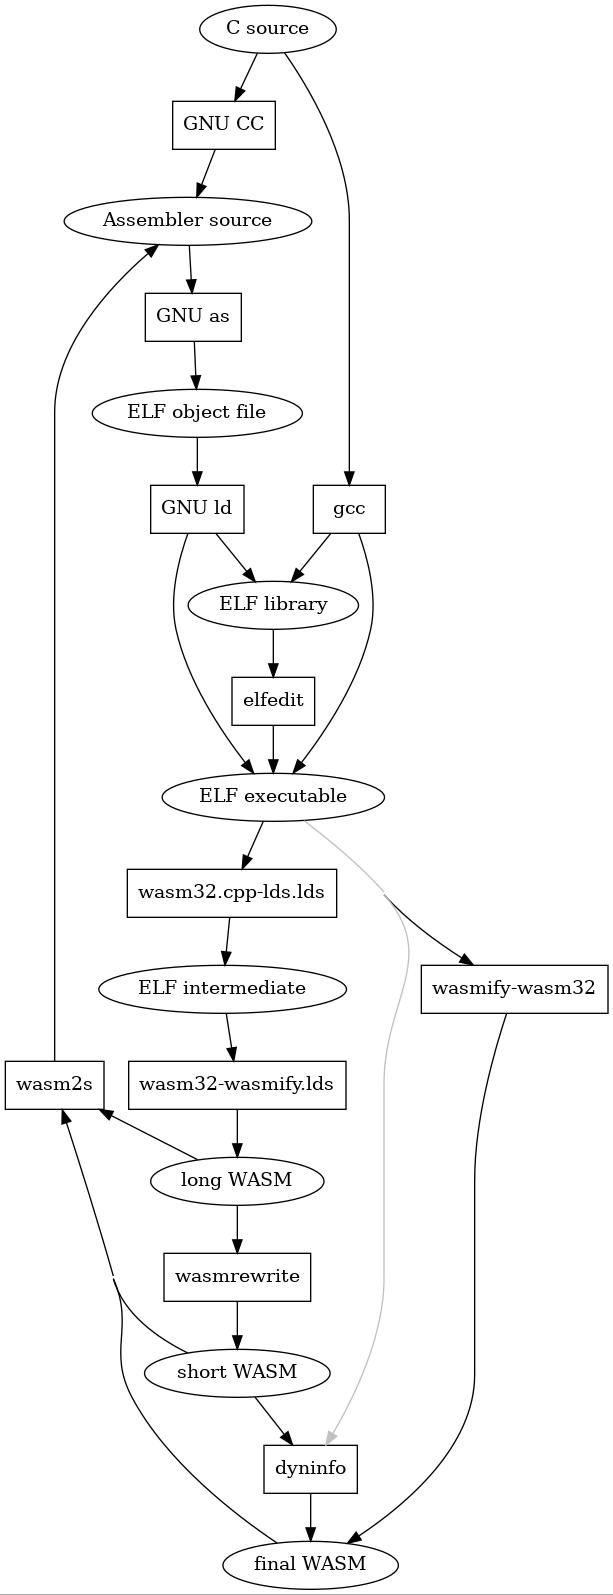 C source
GNU CC
Assembler source
GNU as
ELF object file
GNU ld
gcc
ELF library
elfedit
ELF executable
wasm32.cpp-lds.lds
ELF intermediate
wasmify-wasm32
wasm2s
wasm32-wasmify.lds
long WASM
wasmrewrite
short WASM
dyninfo
final WASM